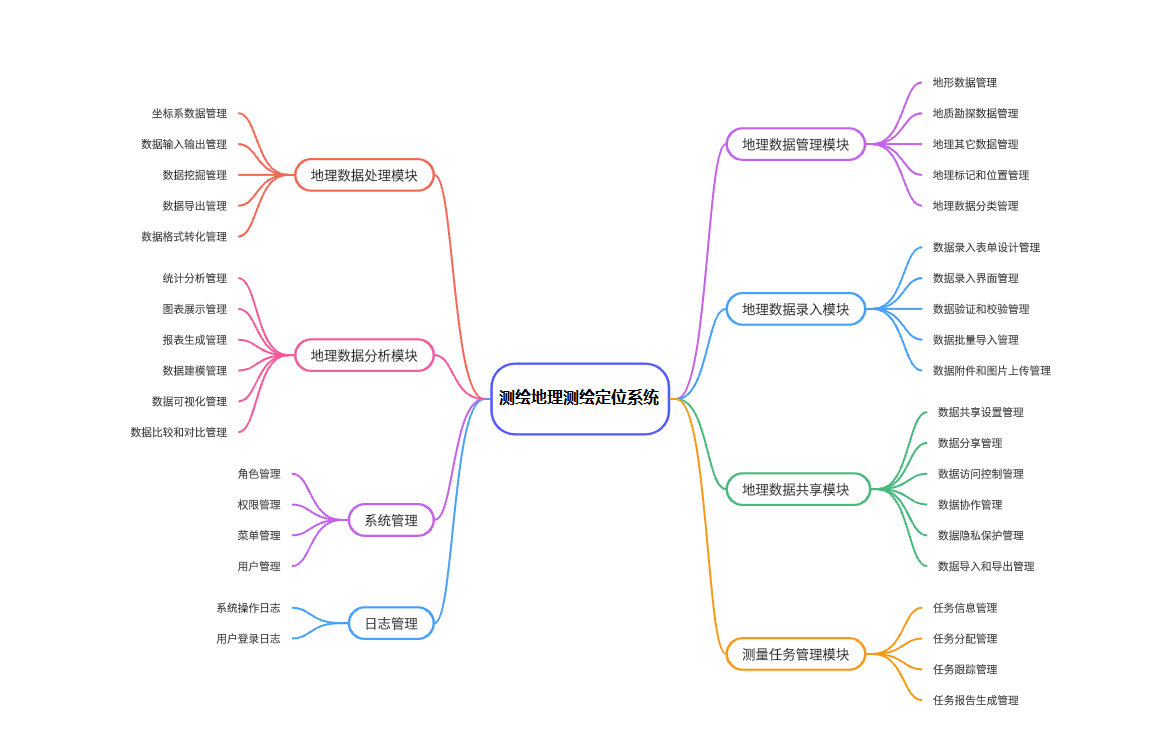 测绘地理测绘定位系统
地理数据管理模块
地形数据管理
地质勘探数据管理
地理其它数据管理
地理标记和位置管理
地理数据分类管理
地理数据录入模块
数据录入表单设计管理
数据录入界面管理
数据验证和校验管理
数据批量导入管理
数据附件和图片上传管理
地理数据共享模块
数据共享设置管理
数据分享管理
数据访问控制管理
数据协作管理
数据隐私保护管理
数据导入和导出管理
测量任务管理模块
任务信息管理
任务分配管理
任务跟踪管理
任务报告生成管理
地理数据处理模块
坐标系数据管理
数据输入输出管理
数据挖掘管理
数据导出管理
数据格式转化管理
地理数据分析模块
统计分析管理
图表展示管理
报表生成管理
数据建模管理
数据可视化管理
数据比较和对比管理
系统管理
角色管理
权限管理
菜单管理
用户管理
日志管理
系统操作日志
用户登录日志